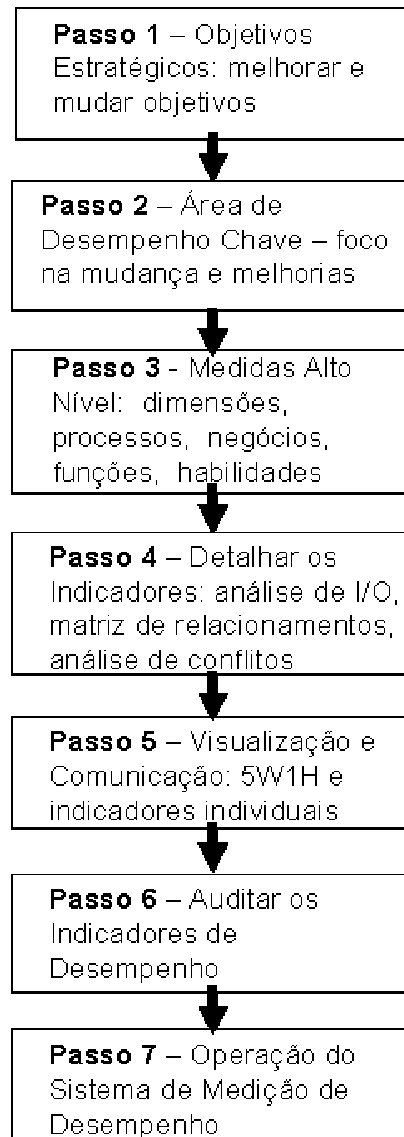 Passo 1 – Objetivos
Estratégicos: melhorar e
mudar objetivos
Passo 2 – Área de
Desempenho Chave – foco
na mudança e melhorias
Passo 3 - Medidas Alto
Nível: dimensões,
processos, negócios,
funções, habilidades
Passo 4 – Detalhar os
Indicadores: análise de I/O,
matriz de relacionamentos,
análise de conflitos
Passo 5 – Visualização e
Comunicação: 5W1H e
indicadores individuais
Passo 6 – Auditar os
Indicadores de
Desempenho
Passo 7 – Operação do
Sistema de Medição de
Desempenho